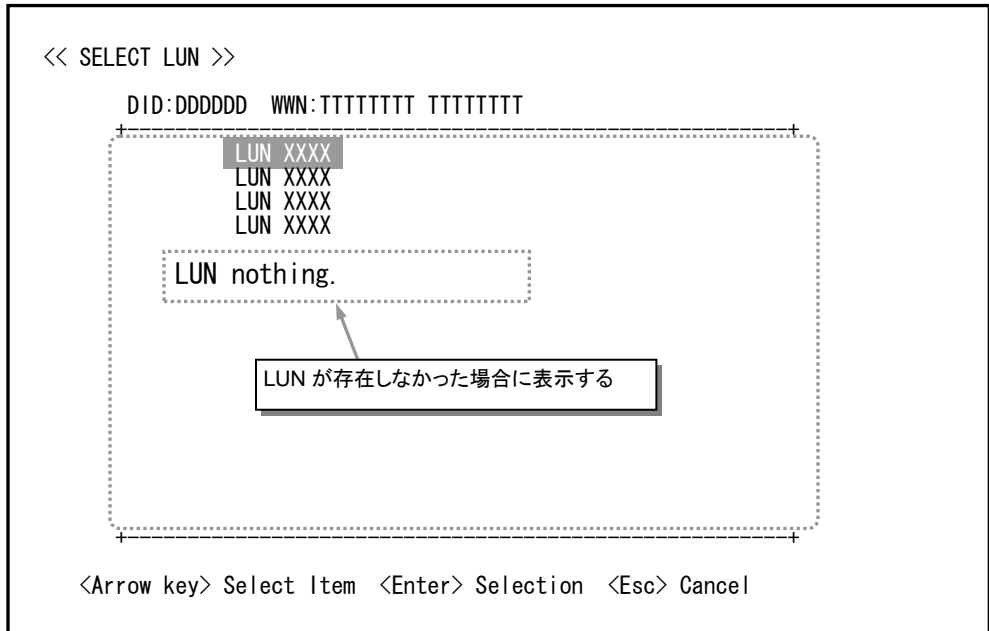 << SELECT LUN >>
DID:DDDDDD WWN:TTTTTTTT TTTTTTTT
+-------------------------------------------------------+
LUN XXXX
LUN XXXX
LUN XXXX
LUN XXXX
LUN nothing.
LUN が存在しなかった場合に表示する
+-------------------------------------------------------+
<Arrow key> Select Item <Enter> Selection <Esc> Cancel